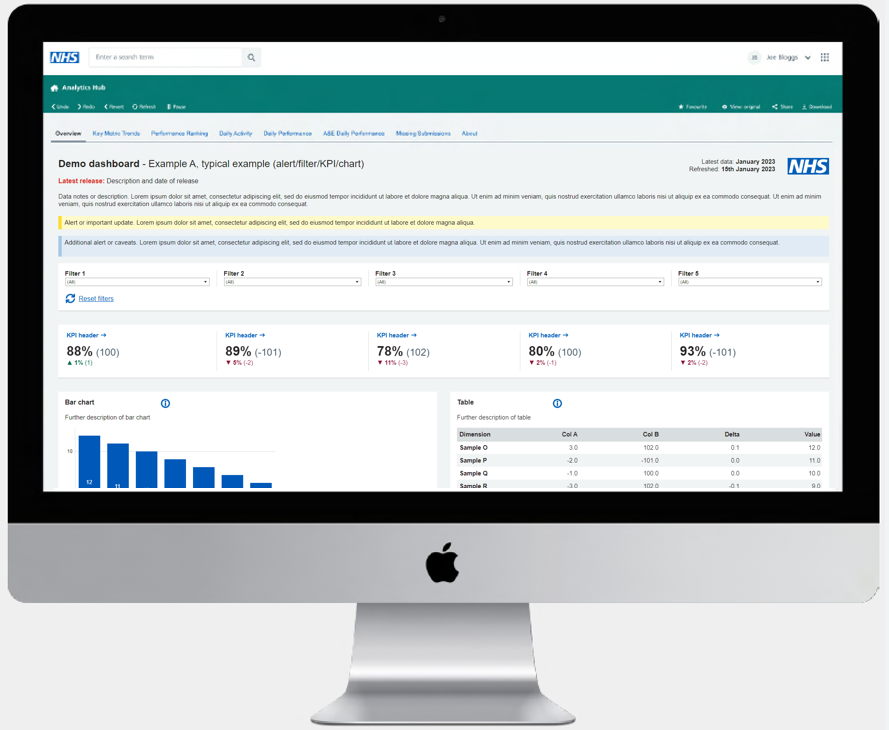 NHS
Enter a search term
JB Joe Bloggs
Analytics Hub
Undo Redo Revert Refresh Pause
Favourite View: original Share Download
Overview Key Metric Trends Performance Ranking Daily Activity Daily Performance A&E Daily Performance Missing Submissions About
Demo dashboard - Example A, typical example (alert/filter/KPI/chart)
Latest data: January 2023
Refreshed: 15th January 2023
NHS
Latest release: Description and date of release
Data notes or description. Lorem ipsum dolor sit amet, consectetur adipiscing elit, sed do eiusmod tempor incididunt ut labore et dolore magna aliqua. Ut enim ad minim veniam, quis nostrud exercitation ullamco laboris nisi ut aliquip ex ea commodo consequat. Ut enim ad minim
veniam, quis nostrud exercitation ullamco laboris nisi ut aliquip ex ea commodo consequat.
Alert or important update. Lorem ipsum dolor sit amet, consectetur adipiscing elit, sed do eiusmod tempor incididunt ut labore et dolore magna aliqua.
Additional alert or caveats. Lorem ipsum dolor sit amet, consectetur adipiscing elit, sed do eiusmod tempor incididunt ut labore et dolore magna aliqua. Ut enim ad minim veniam, quis nostrud exercitation ullamco laboris nisi ut aliquip ex ea commodo consequat.
Filter 1 Filter 2 Filter 3 Filter 4 Filter 5
(All) (All) (All) (All) (All)
Reset filters
KPI header → KPI header → KPI header → KPI header → KPI header →
88% (100) 89% (-101) 78% (102) 80% (100) 93% (-101)
▲ 1% (1) ▼ 5% (-2) ▼ 11% (-3) ▼ 2% (-1) ▼ 2% (-2)
Bar chart
Further description of bar chart
10
12
11
Table
Further description of table
Dimension Col A Col B Delta Value
Sample O 3.0 102.0 0.1 12.0
Sample P -2.0 -101.0 0.0 11.0
Sample Q -1.0 100.0 0.0 10.0
Sample R -3.0 102.0 -0.1 9.0